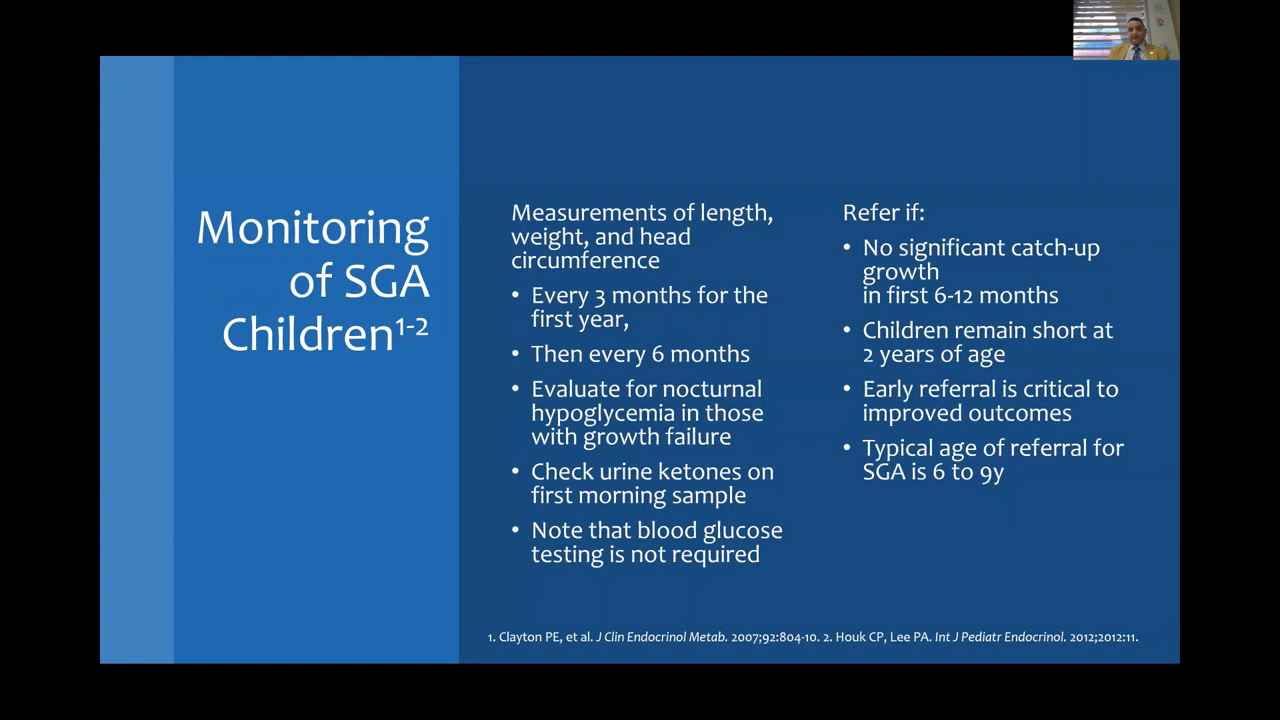 Monitoring
of SGA
Children¹⁻²
Measurements of length,
weight, and head
circumference
• Every 3 months for the
first year,
• Then every 6 months
• Evaluate for nocturnal
hypoglycemia in those
with growth failure
• Check urine ketones on
first morning sample
• Note that blood glucose
testing is not required
Refer if:
• No significant catch-up
growth
in first 6-12 months
• Children remain short at
2 years of age
• Early referral is critical to
improved outcomes
• Typical age of referral for
SGA is 6 to 9y
1. Clayton PE, et al. J Clin Endocrinol Metab. 2007;92:804-10. 2. Houk CP, Lee PA. Int J Pediatr Endocrinol. 2012;2012:11.